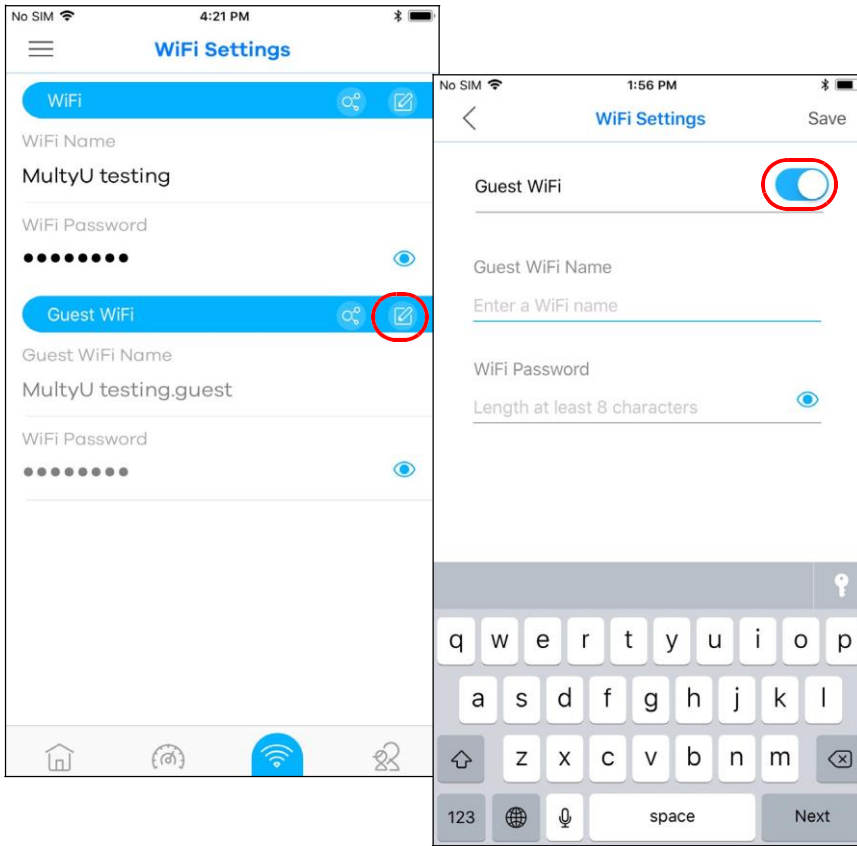 No SIM 4:21 PM
WiFi Settings
WiFi
WiFi Name
MultyU testing
WiFi Password
●●●●●●●●
Guest WiFi
Guest WiFi Name
MultyU testing.guest
WiFi Password
●●●●●●●●
No SIM 1:56 PM
WiFi Settings Save
Guest WiFi
Guest WiFi Name
Enter a WiFi name
WiFi Password
Length at least 8 characters
q w e r t y u i o p
a s d f g h j k l
z x c v b n m
123 space Next